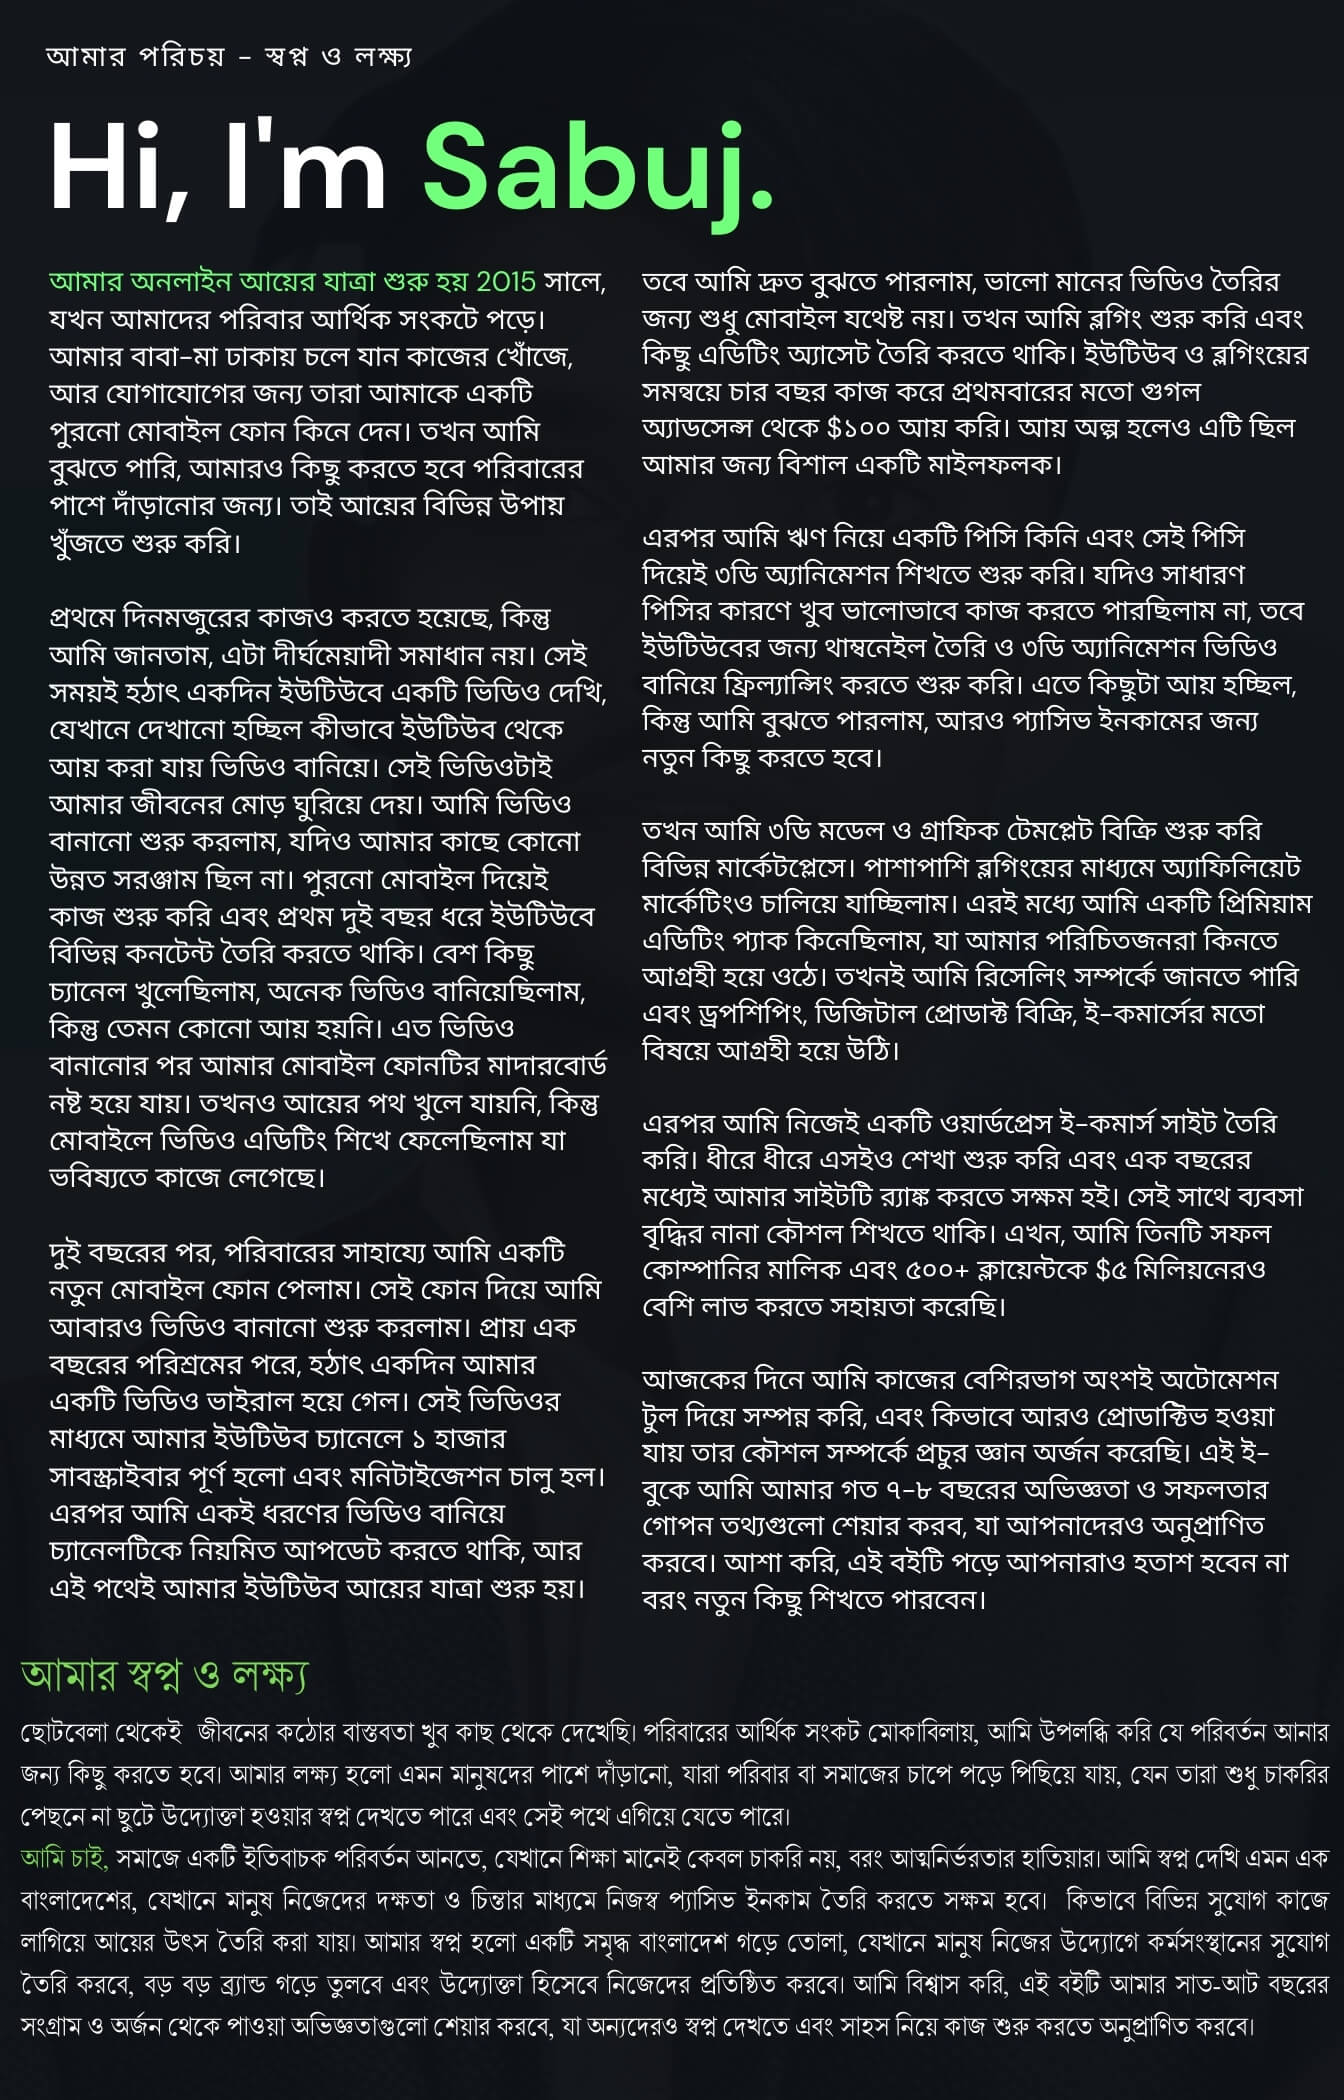 আমার পরিচয় - স্বপ্ন ও লক্ষ্য
Hi, I'm Sabuj.
আমার অনলাইন আয়ের যাত্রা শুরু হয় 2015 সালে,
যখন আমাদের পরিবার আর্থিক সংকটে পড়ে।
আমার বাবা-মা ঢাকায় চলে যান কাজের খোঁজে,
আর যোগাযোগের জন্য তারা আমাকে একটি
পুরনো মোবাইল ফোন কিনে দেন। তখন আমি
বুঝতে পারি, আমারও কিছু করতে হবে পরিবারের
পাশে দাঁড়ানোর জন্য। তাই আয়ের বিভিন্ন উপায়
খুঁজতে শুরু করি।
প্রথমে দিনমজুরের কাজও করতে হয়েছে, কিন্তু
আমি জানতাম, এটা দীর্ঘমেয়াদী সমাধান নয়। সেই
সময়ই হঠাৎ একদিন ইউটিউবে একটি ভিডিও দেখি,
যেখানে দেখানো হচ্ছিল কীভাবে ইউটিউব থেকে
আয় করা যায় ভিডিও বানিয়ে। সেই ভিডিওটাই
আমার জীবনের মোড় ঘুরিয়ে দেয়। আমি ভিডিও
বানানো শুরু করলাম, যদিও আমার কাছে কোনো
উন্নত সরঞ্জাম ছিল না। পুরনো মোবাইল দিয়েই
কাজ শুরু করি এবং প্রথম দুই বছর ধরে ইউটিউবে
বিভিন্ন কনটেন্ট তৈরি করতে থাকি। বেশ কিছু
চ্যানেল খুলেছিলাম, অনেক ভিডিও বানিয়েছিলাম,
কিন্তু তেমন কোনো আয় হয়নি। এত ভিডিও
বানানোর পর আমার মোবাইল ফোনটির মাদারবোর্ড
নষ্ট হয়ে যায়। তখনও আয়ের পথ খুলে যায়নি, কিন্তু
মোবাইলে ভিডিও এডিটিং শিখে ফেলেছিলাম যা
ভবিষ্যতে কাজে লেগেছে।
দুই বছরের পর, পরিবারের সাহায্যে আমি একটি
নতুন মোবাইল ফোন পেলাম। সেই ফোন দিয়ে আমি
আবারও ভিডিও বানানো শুরু করলাম। প্রায় এক
বছরের পরিশ্রমের পরে, হঠাৎ একদিন আমার
একটি ভিডিও ভাইরাল হয়ে গেল। সেই ভিডিওর
মাধ্যমে আমার ইউটিউব চ্যানেলে ১ হাজার
সাবস্ক্রাইবার পূর্ণ হলো এবং মনিটাইজেশন চালু হল।
এরপর আমি একই ধরণের ভিডিও বানিয়ে
চ্যানেলটিকে নিয়মিত আপডেট করতে থাকি, আর
এই পথেই আমার ইউটিউব আয়ের যাত্রা শুরু হয়।
তবে আমি দ্রুত বুঝতে পারলাম, ভালো মানের ভিডিও তৈরির
জন্য শুধু মোবাইল যথেষ্ট নয়। তখন আমি ব্লগিং শুরু করি এবং
কিছু এডিটিং অ্যাসেট তৈরি করতে থাকি। ইউটিউব ও ব্লগিংয়ের
সমন্বয়ে চার বছর কাজ করে প্রথমবারের মতো গুগল
অ্যাডসেন্স থেকে $১০০ আয় করি। আয় অল্প হলেও এটি ছিল
আমার জন্য বিশাল একটি মাইলফলক।
এরপর আমি ঋণ নিয়ে একটি পিসি কিনি এবং সেই পিসি
দিয়েই ৩ডি অ্যানিমেশন শিখতে শুরু করি। যদিও সাধারণ
পিসির কারণে খুব ভালোভাবে কাজ করতে পারছিলাম না, তবে
ইউটিউবের জন্য থাম্বনেইল তৈরি ও ৩ডি অ্যানিমেশন ভিডিও
বানিয়ে ফ্রিল্যান্সিং করতে শুরু করি। এতে কিছুটা আয় হচ্ছিল,
কিন্তু আমি বুঝতে পারলাম, আরও প্যাসিভ ইনকামের জন্য
নতুন কিছু করতে হবে।
তখন আমি ৩ডি মডেল ও গ্রাফিক টেমপ্লেট বিক্রি শুরু করি
বিভিন্ন মার্কেটপ্লেসে। পাশাপাশি ব্লগিংয়ের মাধ্যমে অ্যাফিলিয়েট
মার্কেটিংও চালিয়ে যাচ্ছিলাম। এরই মধ্যে আমি একটি প্রিমিয়াম
এডিটিং প্যাক কিনেছিলাম, যা আমার পরিচিতজনরা কিনতে
আগ্রহী হয়ে ওঠে। তখনই আমি রিসেলিং সম্পর্কে জানতে পারি
এবং ড্রপশিপিং, ডিজিটাল প্রোডাক্ট বিক্রি, ই-কমার্সের মতো
বিষয়ে আগ্রহী হয়ে উঠি।
এরপর আমি নিজেই একটি ওয়ার্ডপ্রেস ই-কমার্স সাইট তৈরি
করি। ধীরে ধীরে এসইও শেখা শুরু করি এবং এক বছরের
মধ্যেই আমার সাইটটি র‍্যাঙ্ক করতে সক্ষম হই। সেই সাথে ব্যবসা
বৃদ্ধির নানা কৌশল শিখতে থাকি। এখন, আমি তিনটি সফল
কোম্পানির মালিক এবং ৫০০+ ক্লায়েন্টকে $৫ মিলিয়নেরও
বেশি লাভ করতে সহায়তা করেছি।
আজকের দিনে আমি কাজের বেশিরভাগ অংশই অটোমেশন
টুল দিয়ে সম্পন্ন করি, এবং কিভাবে আরও প্রোডাক্টিভ হওয়া
যায় তার কৌশল সম্পর্কে প্রচুর জ্ঞান অর্জন করেছি। এই ই-
বুকে আমি আমার গত ৭-৮ বছরের অভিজ্ঞতা ও সফলতার
গোপন তথ্যগুলো শেয়ার করব, যা আপনাদেরও অনুপ্রাণিত
করবে। আশা করি, এই বইটি পড়ে আপনারাও হতাশ হবেন না
বরং নতুন কিছু শিখতে পারবেন।
আমার স্বপ্ন ও লক্ষ্য
ছোটবেলা থেকেই জীবনের কঠোর বাস্তবতা খুব কাছ থেকে দেখেছি। পরিবারের আর্থিক সংকট মোকাবিলায়, আমি উপলব্ধি করি যে পরিবর্তন আনার
জন্য কিছু করতে হবে। আমার লক্ষ্য হলো এমন মানুষদের পাশে দাঁড়ানো, যারা পরিবার বা সমাজের চাপে পড়ে পিছিয়ে যায়, যেন তারা শুধু চাকরির
পেছনে না ছুটে উদ্যোক্তা হওয়ার স্বপ্ন দেখতে পারে এবং সেই পথে এগিয়ে যেতে পারে।
আমি চাই, সমাজে একটি ইতিবাচক পরিবর্তন আনতে, যেখানে শিক্ষা মানেই কেবল চাকরি নয়, বরং আত্মনির্ভরতার হাতিয়ার। আমি স্বপ্ন দেখি এমন এক
বাংলাদেশের, যেখানে মানুষ নিজেদের দক্ষতা ও চিন্তার মাধ্যমে নিজস্ব প্যাসিভ ইনকাম তৈরি করতে সক্ষম হবে। কিভাবে বিভিন্ন সুযোগ কাজে
লাগিয়ে আয়ের উৎস তৈরি করা যায়। আমার স্বপ্ন হলো একটি সমৃদ্ধ বাংলাদেশ গড়ে তোলা, যেখানে মানুষ নিজের উদ্যোগে কর্মসংস্থানের সুযোগ
তৈরি করবে, বড় বড় ব্র্যান্ড গড়ে তুলবে এবং উদ্যোক্তা হিসেবে নিজেদের প্রতিষ্ঠিত করবে। আমি বিশ্বাস করি, এই বইটি আমার সাত-আট বছরের
সংগ্রাম ও অর্জন থেকে পাওয়া অভিজ্ঞতাগুলো শেয়ার করবে, যা অন্যদেরও স্বপ্ন দেখতে এবং সাহস নিয়ে কাজ শুরু করতে অনুপ্রাণিত করবে।